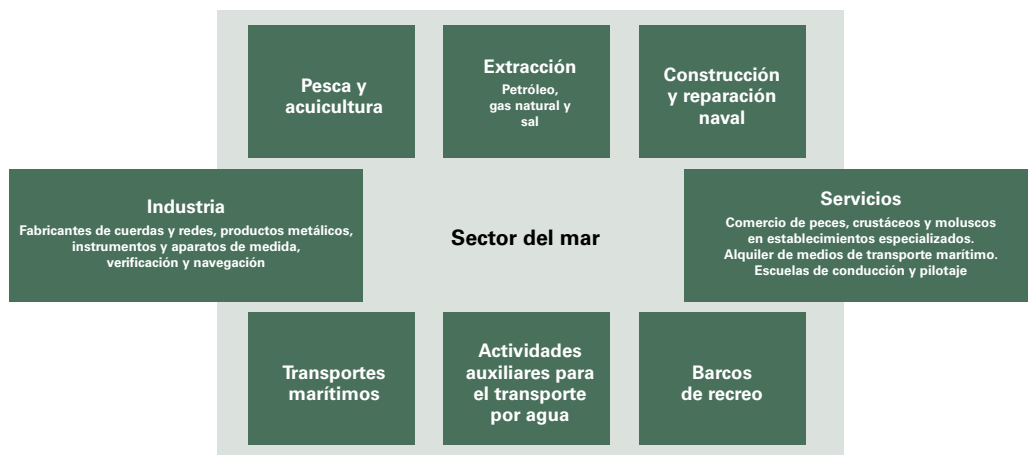 Pesca y
acuicultura
Extracción
Petróleo,
gas natural y
sal
Construcción
y reparación
naval
Industria
Fabricantes de cuerdas y redes, productos metálicos,
instrumentos y aparatos de medida,
verificación y navegación
Sector del mar
Servicios
Comercio de peces, crustáceos y moluscos
en establecimientos especializados.
Alquiler de medios de transporte marítimo.
Escuelas de conducción y pilotaje
Transportes
marítimos
Actividades
auxiliares para
el transporte
por agua
Barcos
de recreo